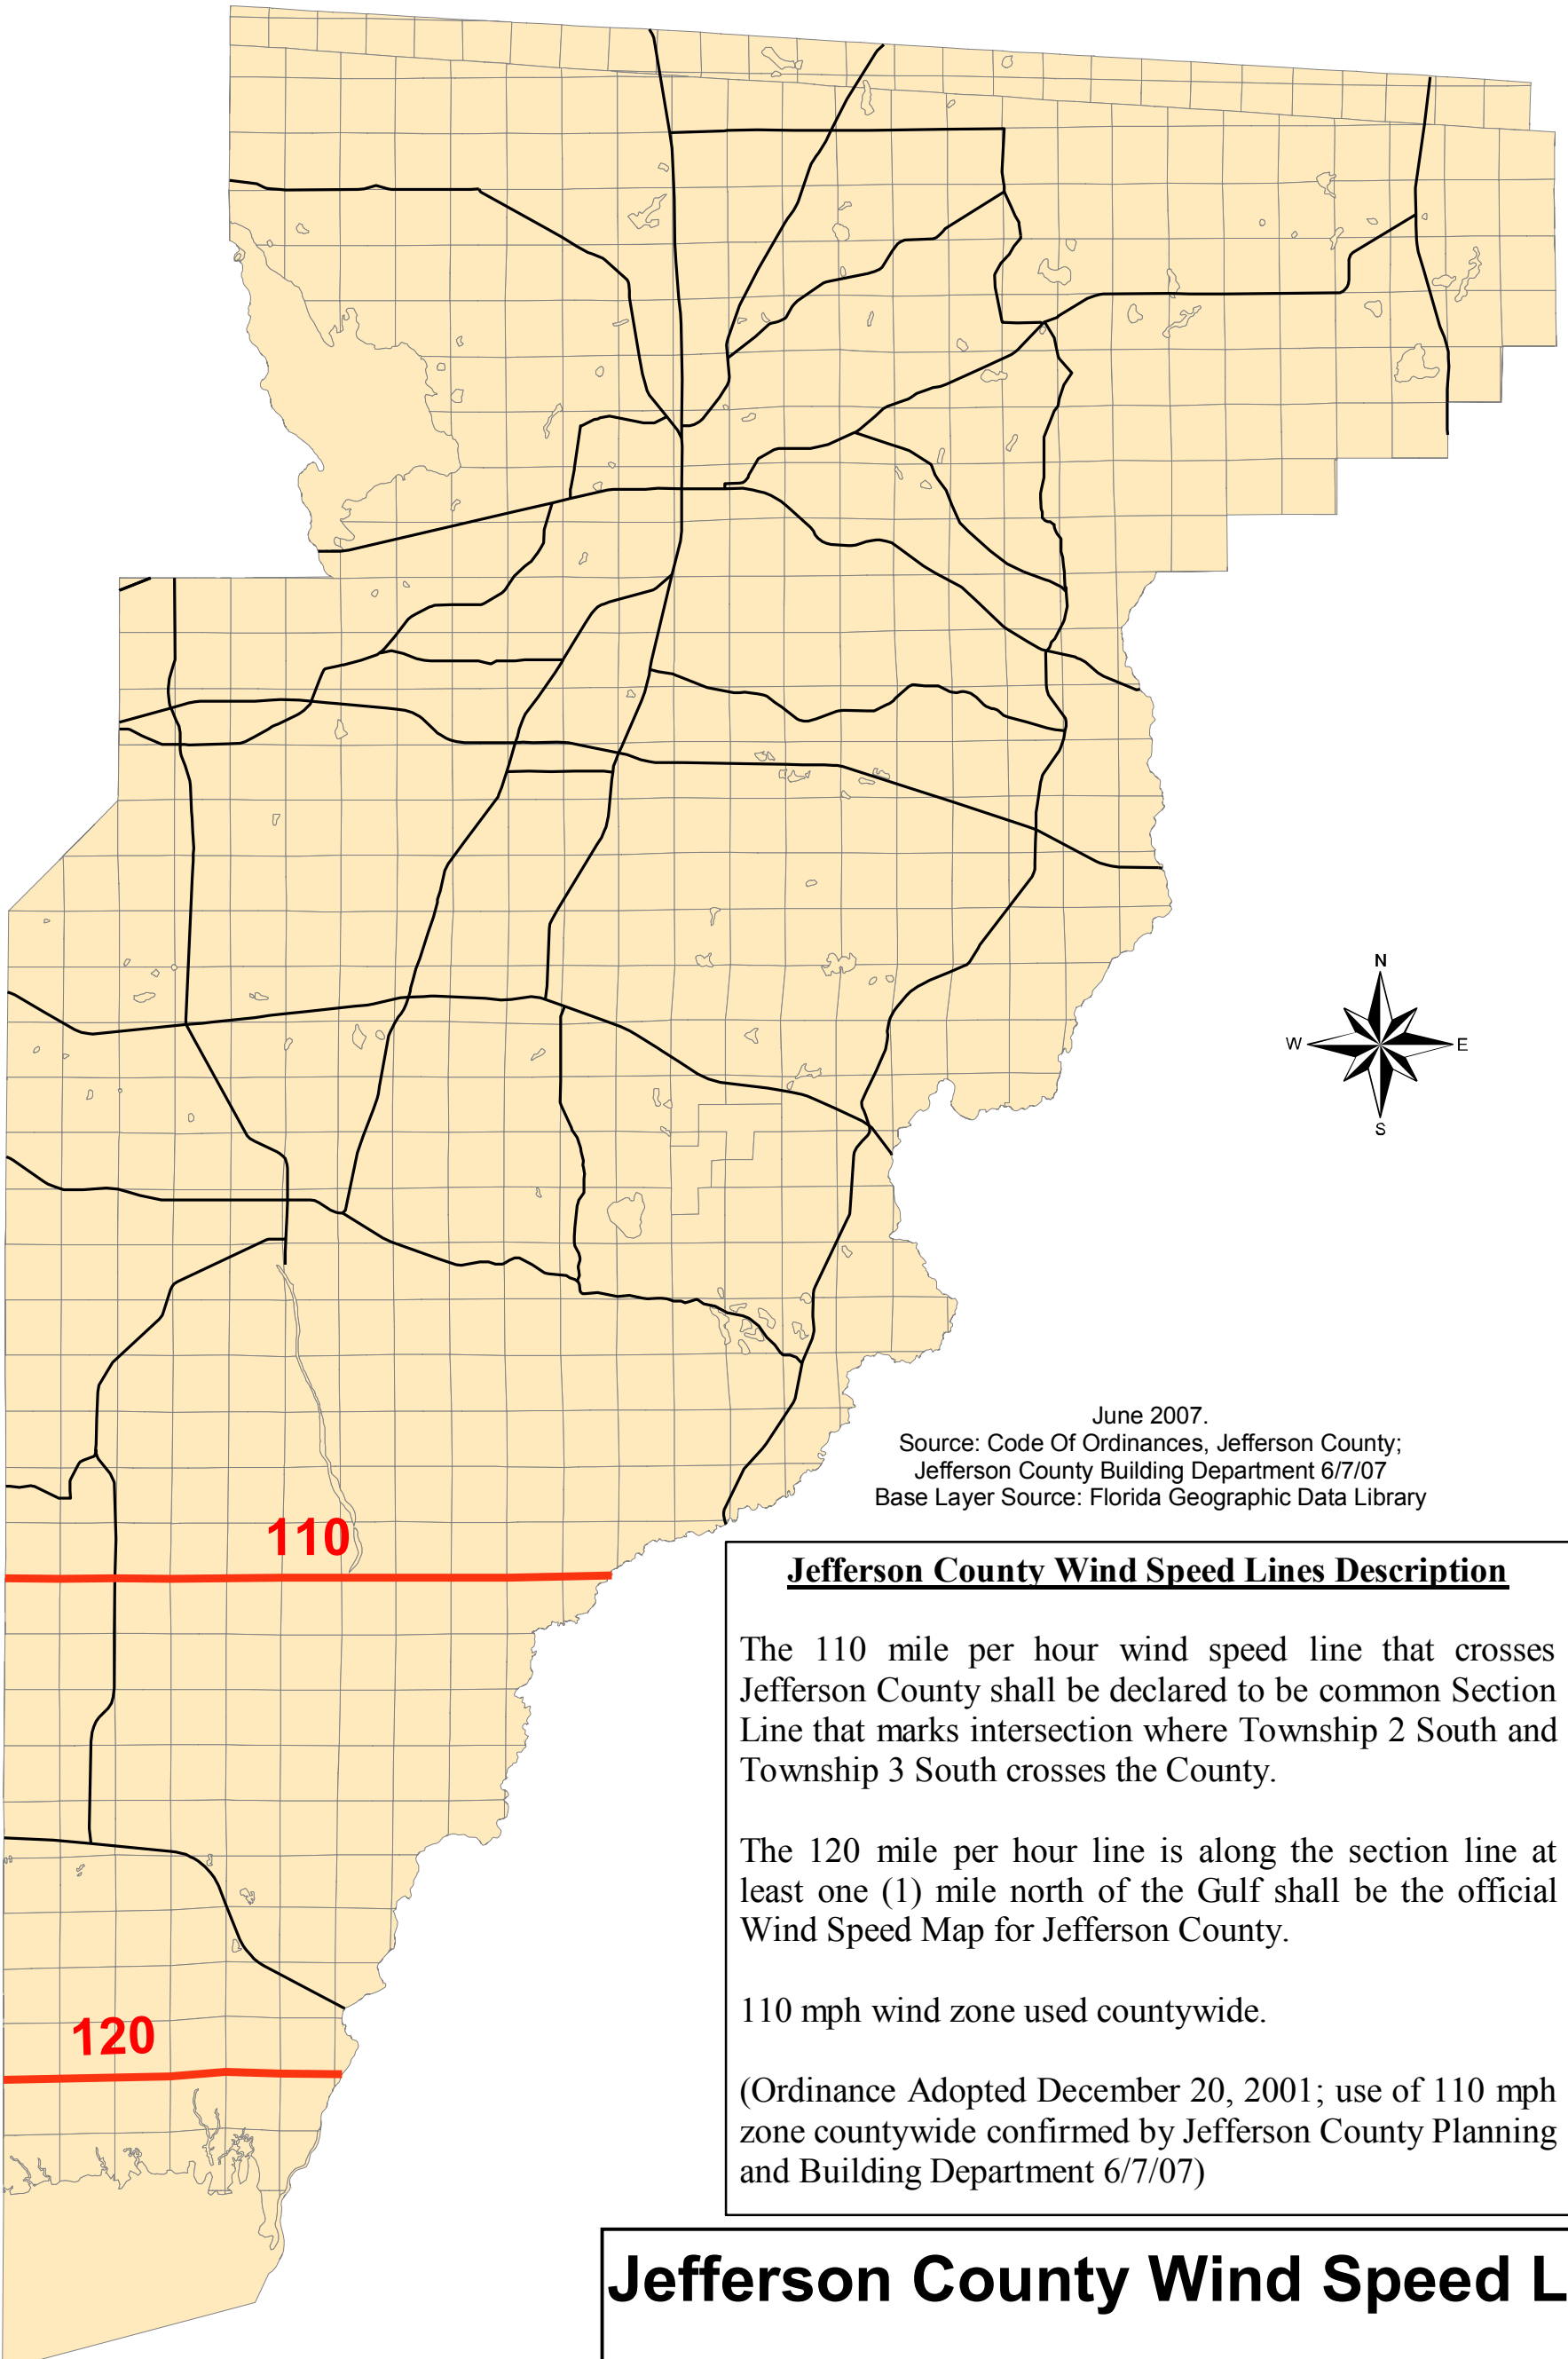 N
W
E
S
June 2007.
Source: Code Of Ordinances, Jefferson County;
Jefferson County Building Department 6/7/07
Base Layer Source: Florida Geographic Data Library
110
Jefferson County Wind Speed Lines Description
The 110 mile per hour wind speed line that crosses
Jefferson County shall be declared to be common Section
Line that marks intersection where Township 2 South and
Township 3 South crosses the County.
The 120 mile per hour line is along the section line at
least one (1) mile north of the Gulf shall be the official
Wind Speed Map for Jefferson County.
110 mph wind zone used countywide.
120
(Ordinance Adopted December 20, 2001; use of 110 mph
zone countywide confirmed by Jefferson County Planning
and Building Department 6/7/07)
Jefferson County Wind Speed L